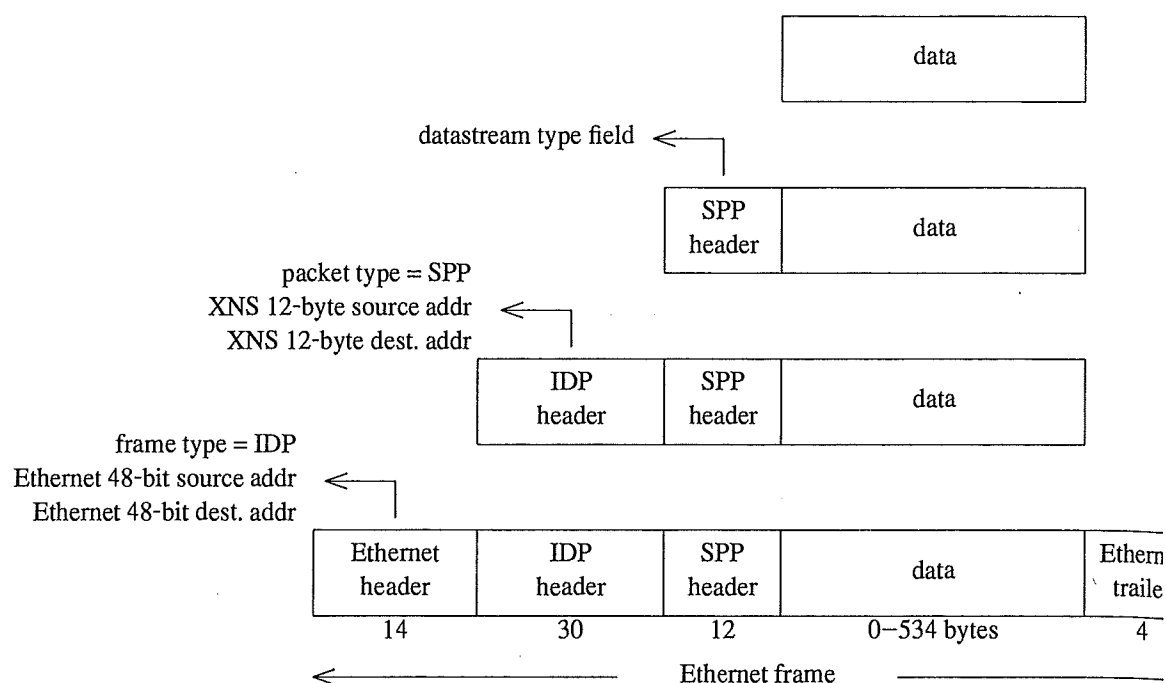 data
datastream type field
SPP
header
data
packet type = SPP
XNS 12-byte source addr
XNS 12-byte dest. addr
IDP
header
SPP
header
data
frame type = IDP
Ethernet 48-bit source addr
Ethernet 48-bit dest. addr
Ethernet
header
IDP
header
SPP
header
data
Ethern
traile
14
30
12
0–534 bytes
4
Ethernet frame